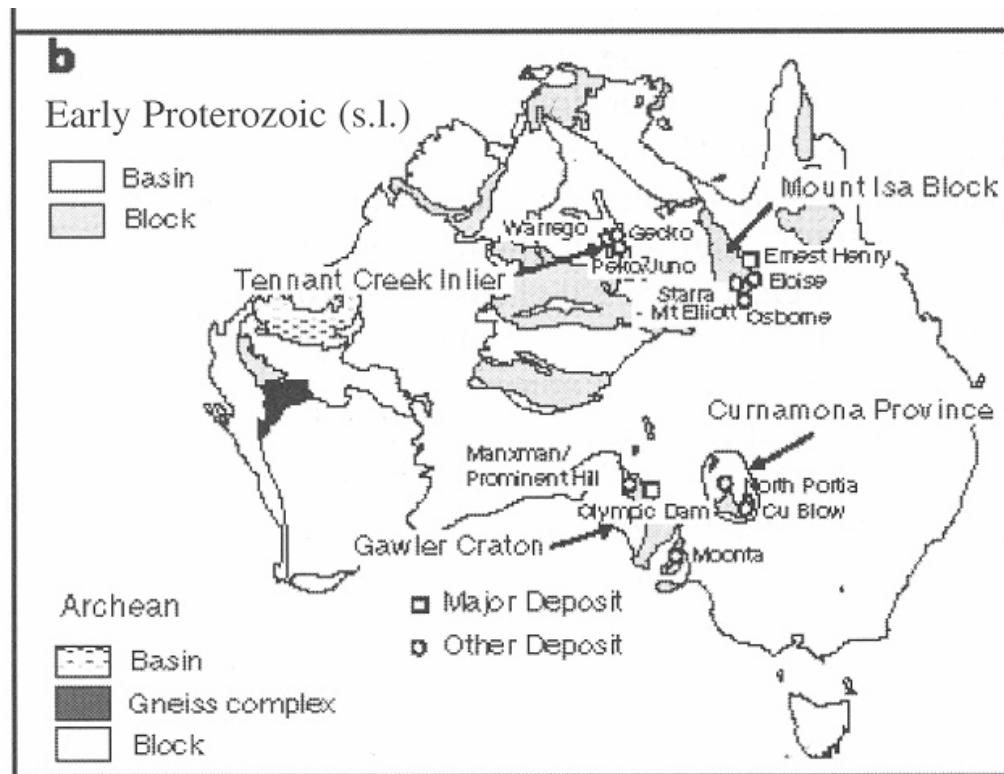 b
Early Proterozoic (s.l.)
Basin
Block
Mount Isa Block
Warrego
Gecko
Ernest Henry
Tennant Creek Inlier
Peko/Juno
Eloise
Starra
Mt Elliott
Osborne
Curnamona Province
Manxman/
Prominent Hill
North Portia
Olympic Dam
Cu Blow
Gawler Craton
Moonta
Archean
Major Deposit
Other Deposit
Basin
Gneiss complex
Block